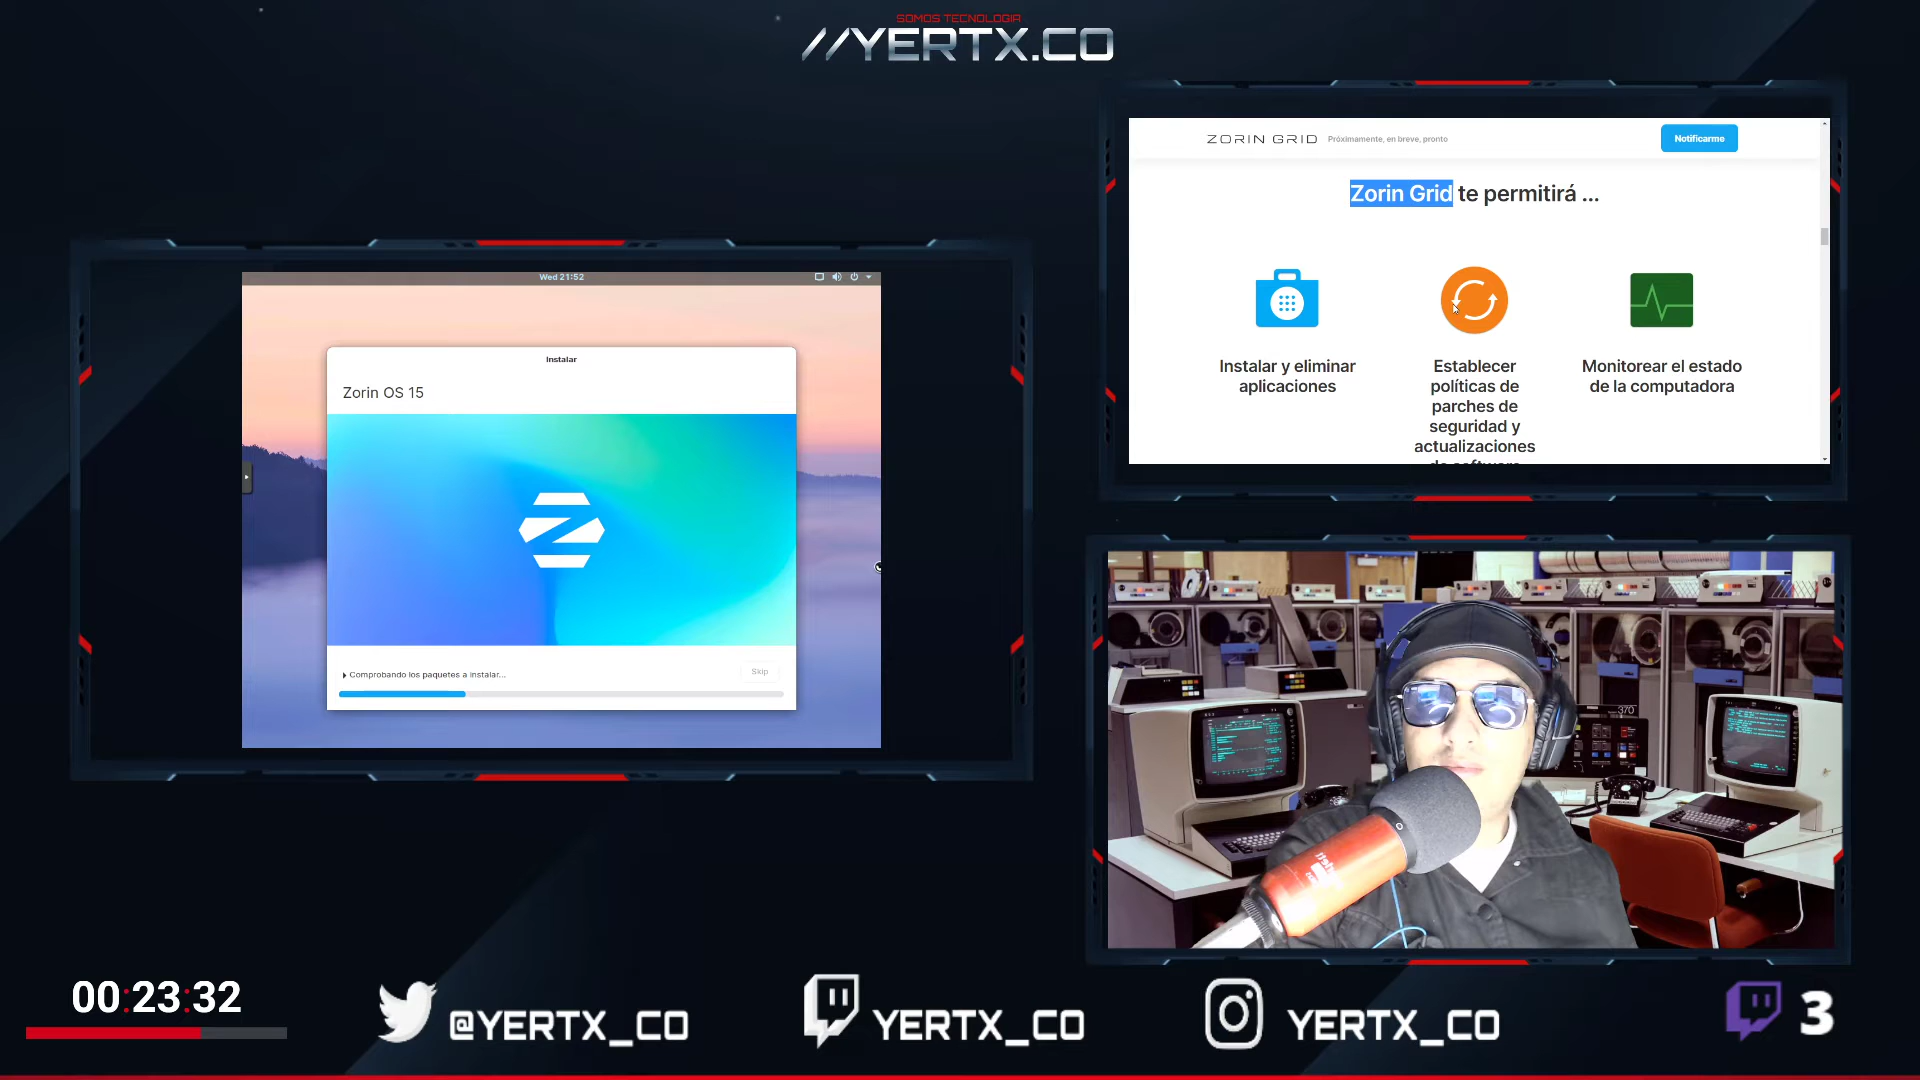 SOMOS TECNOLOGIA
//YERTX.CO
Wed 21:52
Instalar
Zorin OS 15
Comprobando los paquetes a instalar...
Skip
ZORIN GRID
Próximamente, en breve, pronto
Notificarme
Zorin Grid te permitirá ...
Instalar y eliminar
aplicaciones
Establecer
políticas de
parches de
seguridad y
actualizaciones
Monitorear el estado
de la computadora
370
00:23:32
@YERTX_CO
YERTX_CO
YERTX_CO
3